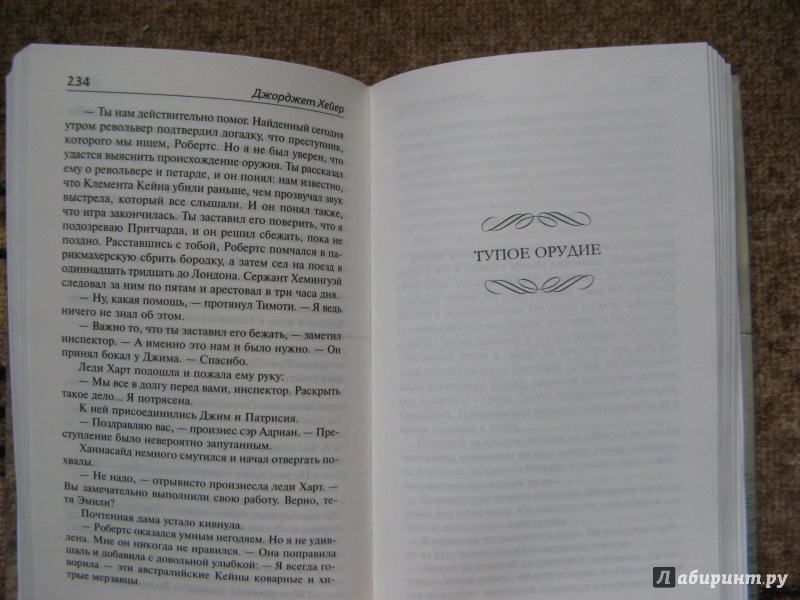 234
Джорджет Хейер
— Ты нам действительно помог. Найденный сегодня
утром револьвер подтвердил догадку, что преступник,
которого мы ищем, Робертс. Но я не был уверен, что
удастся выяснить происхождение оружия. Ты рассказал
ему о револьвере и петарде, и он понял: нам известно,
что Клемента Кейна убили раньше, чем прозвучал звук
выстрела, который все слышали. И он понял также,
что игра закончилась. Ты заставил его поверить, что я
подозреваю Притчарда, и он решил сбежать, пока не
поздно. Расставшись с тобой, Робертс помчался в па-
рикмахерскую сбрить бородку, а затем сел на поезд в
одиннадцать тридцать до Лондона. Сержант Хемингуэй
следовал за ним по пятам и арестовал в три часа дня.
— Ну, какая помощь, — протянул Тимоти. — Я ведь
ничего не знал об этом.
— Важно то, что ты заставил его бежать, — заметил
инспектор. — А именно это нам и было нужно. — Он
принял бокал у Джима. — Спасибо.
Леди Харт подошла и пожала ему руку:
— Мы все в долгу перед вами, инспектор. Раскрыть
такое дело... Я потрясена.
К ней присоединились Джим и Патрисия.
— Поздравляю вас, — произнес сэр Адриан. — Пре-
ступление было невероятно запутанным.
Ханнасайд немного смутился и начал отвергать по-
хвалы.
— Не надо, — отрывисто произнесла леди Харт. —
Вы замечательно выполнили свою работу. Верно, те-
тя Эмили?
Почтенная дама устало кивнула.
— Робертс оказался умным негодяем. Но я не удив-
лена. Мне он никогда не нравился. — Она поправила
шаль и добавила с довольной улыбкой: — Я всегда го-
ворила — эти австралийские Кейны коварные и хи-
трые мерзавцы.
ТУПОЕ ОРУДИЕ
Лабиринт.ру